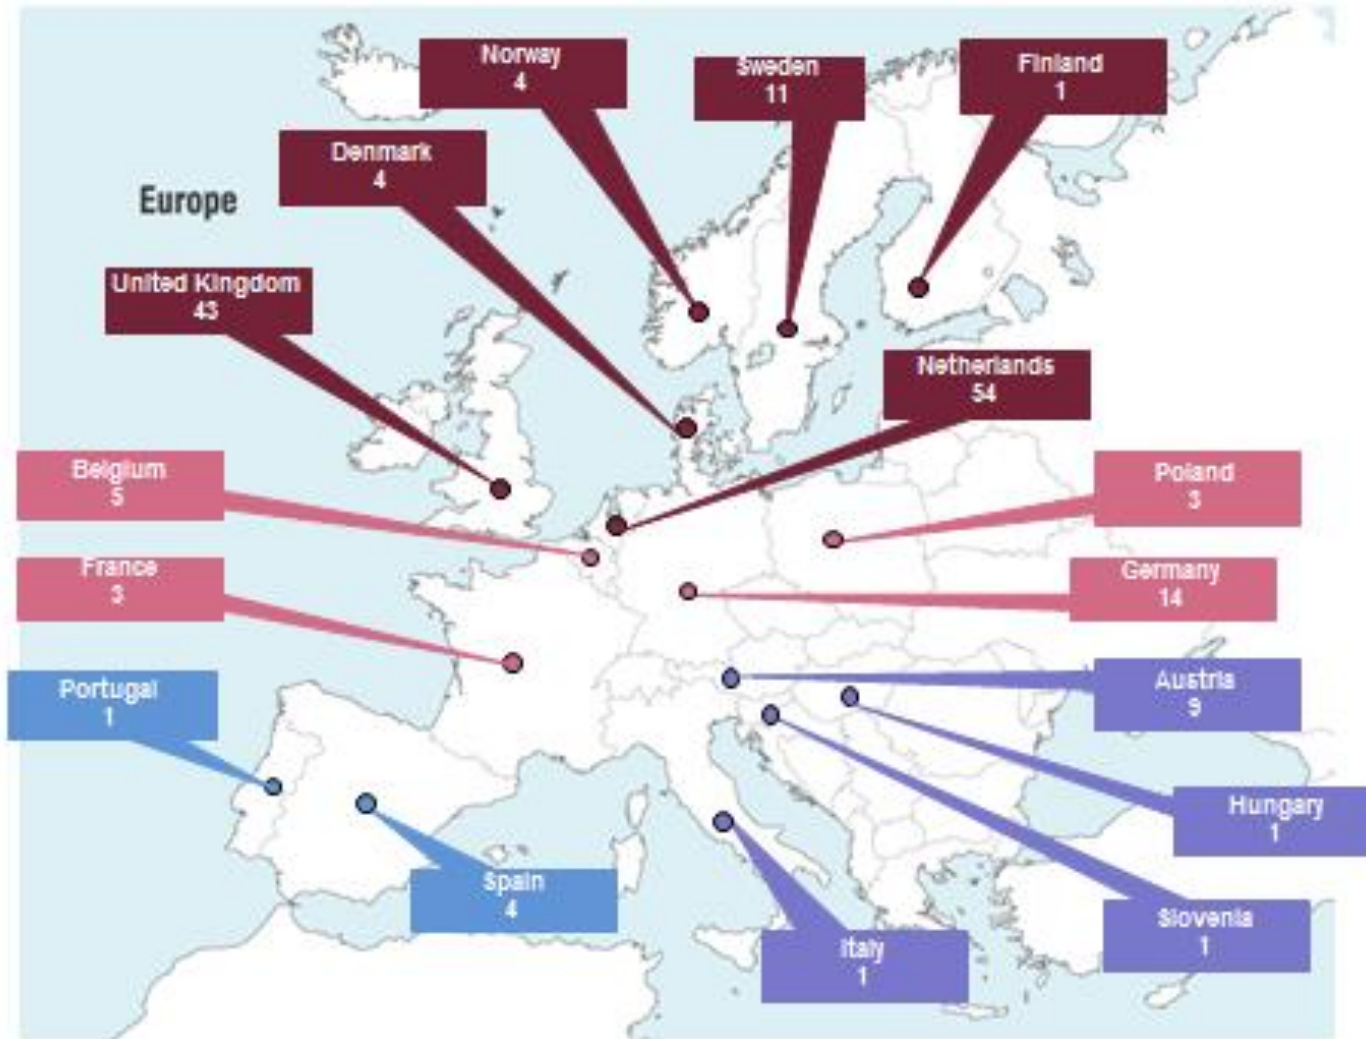 Norway
4
Sweden
11
Finland
1
Denmark
4
Europe
United Kingdom
43
Netherlands
54
Belgium
5
Poland
3
France
3
Germany
14
Portugal
1
Austria
9
Hungary
1
Spain
4
Slovenia
1
Italy
1